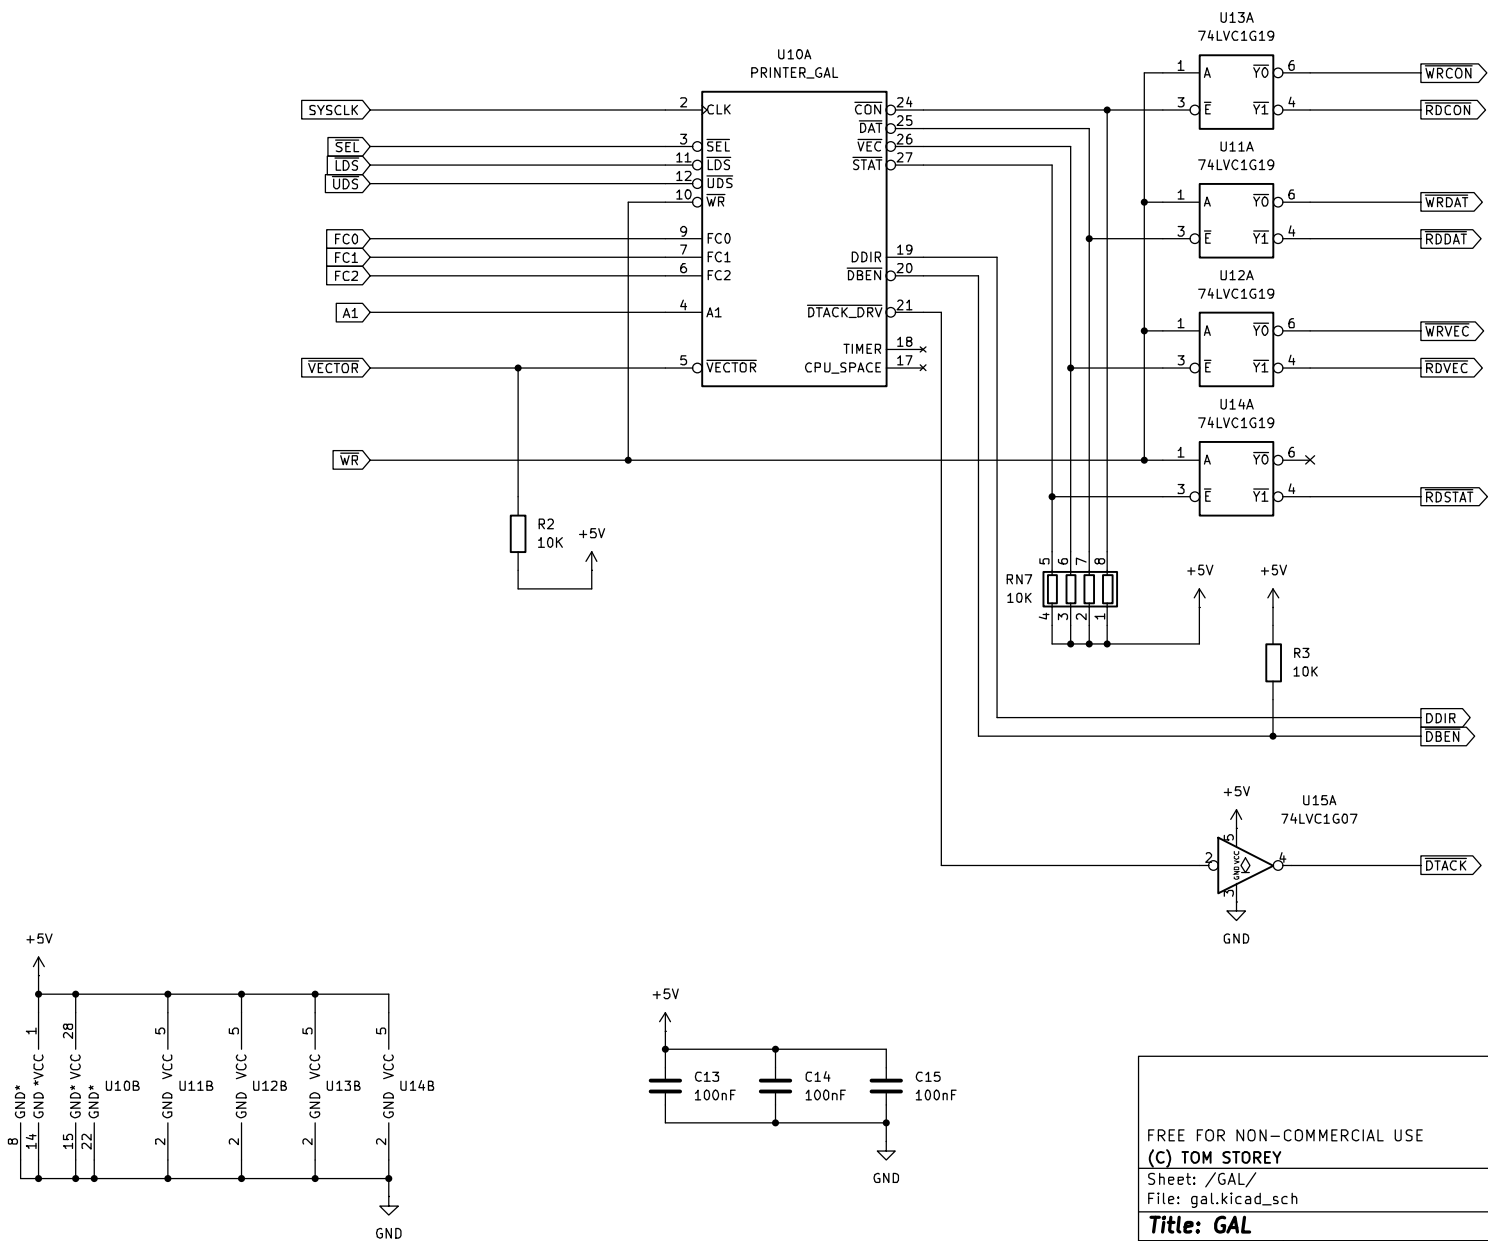 U13A
74LVC1G19
1 A Y0 6 WRCON
3 E Y1 4 RDCON
U10A
PRINTER_GAL
SYSCLK 2 CLK
SEL 3 SEL
LDS 11 LDS
UDS 12 UDS
10 WR
FC0 9 FC0
FC1 7 FC1
FC2 6 FC2
A1 4 A1
VECTOR 5 VECTOR
WR
CON 24
DAT 25
VEC 26
STAT 27
DDIR 19
DBEN 20
DTACK_DRV 21
TIMER 18
CPU_SPACE 17
U11A
74LVC1G19
1 A Y0 6 WRDAT
3 E Y1 4 RDDAT
U12A
74LVC1G19
1 A Y0 6 WRVEC
3 E Y1 4 RDVEC
U14A
74LVC1G19
1 A Y0 6
3 E Y1 4 RDSTAT
R2
10K
+5V
5 6 7 8
RN7
10K
4 3 2 1
+5V
+5V
R3
10K
DDIR
DBEN
+5V
U15A
74LVC1G07
5
2 GND VCC 4 DTACK
3
GND
+5V
1 28 5 5 5 5
GND* GND *VCC GND* VCC GND* U10B GND VCC U11B GND VCC U12B GND VCC U13B GND VCC U14B
8 14 15 22 2 2 2 2
GND
+5V
C13
100nF
C14
100nF
C15
100nF
GND
FREE FOR NON-COMMERCIAL USE
(C) TOM STOREY
Sheet: /GAL/
File: gal.kicad_sch
Title: GAL